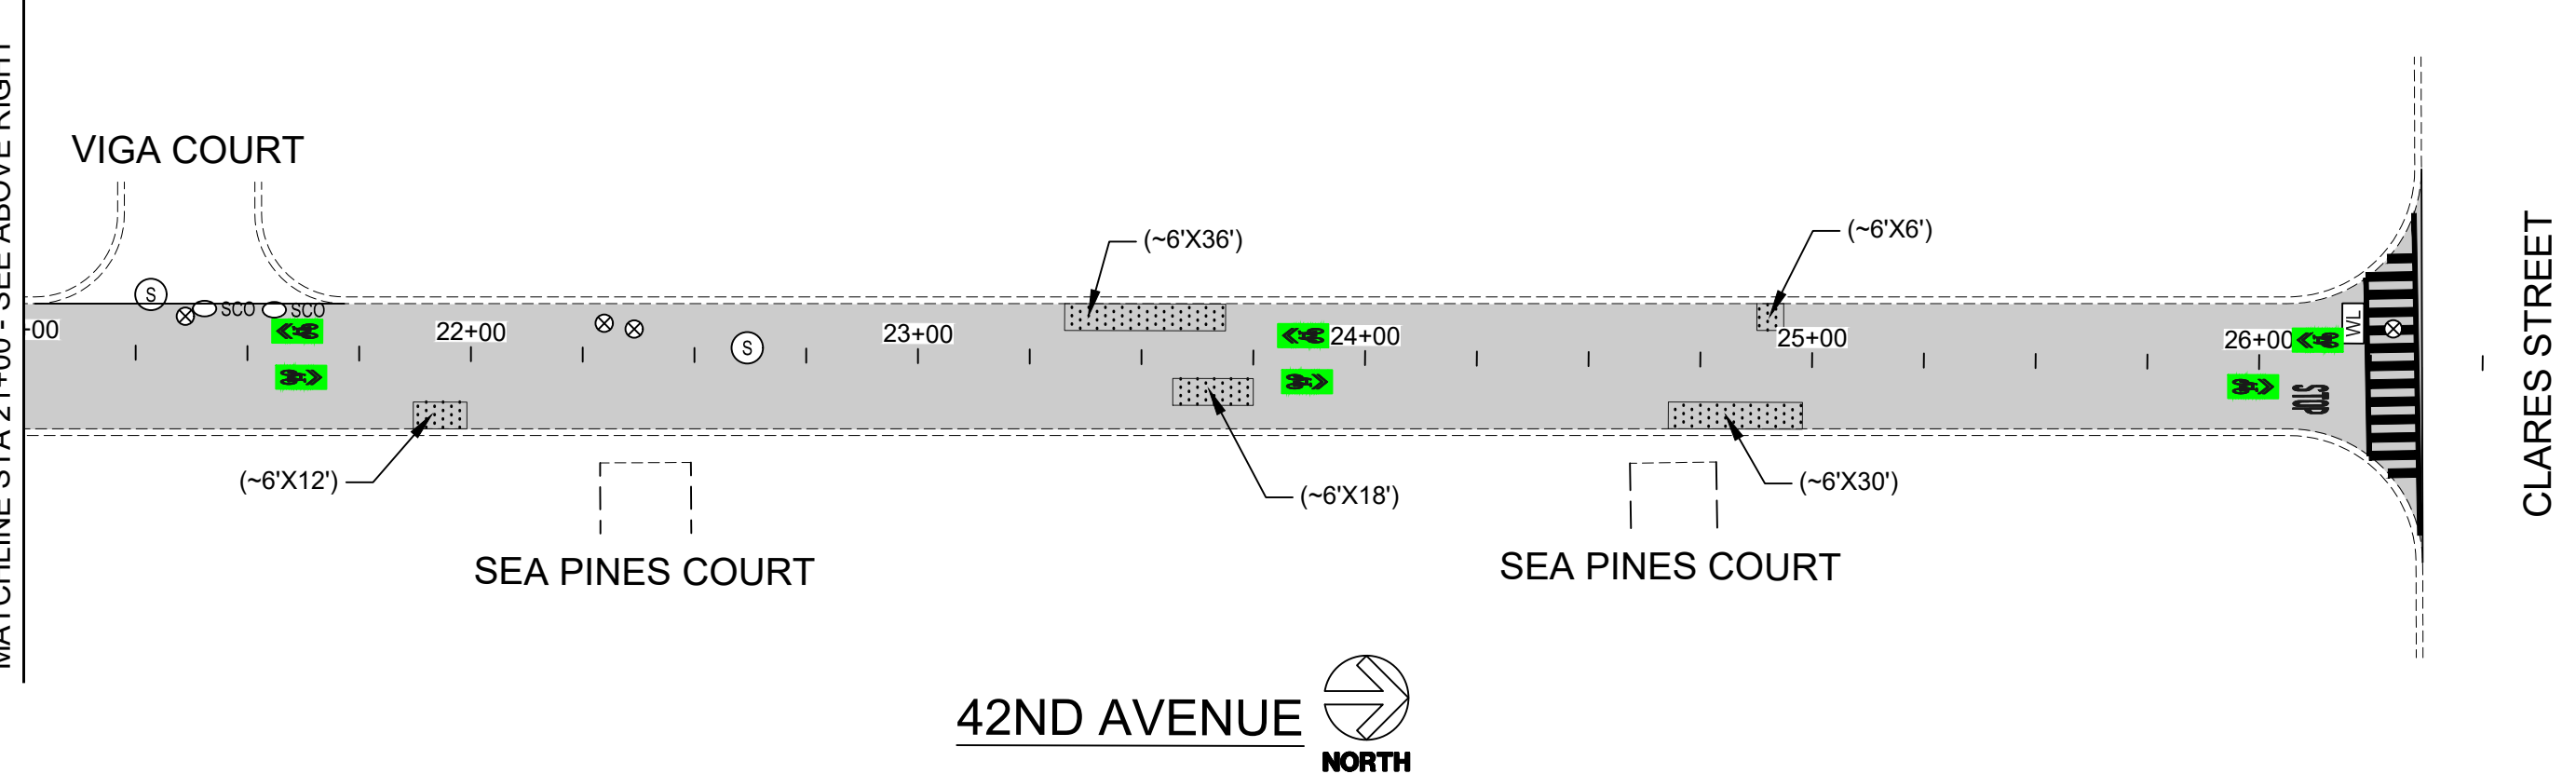 MATCHLINE STA 21+00 - SEE ABOVE RIGHT
VIGA COURT
(~6'X36')
(~6'X6')
S
SCO
SCO
-00
22+00
23+00
24+00
25+00
26+00
WL
S
STOP
(~6'X12')
(~6'X18')
(~6'X30')
SEA PINES COURT
SEA PINES COURT
CLARES STREET
42ND AVENUE
NORTH